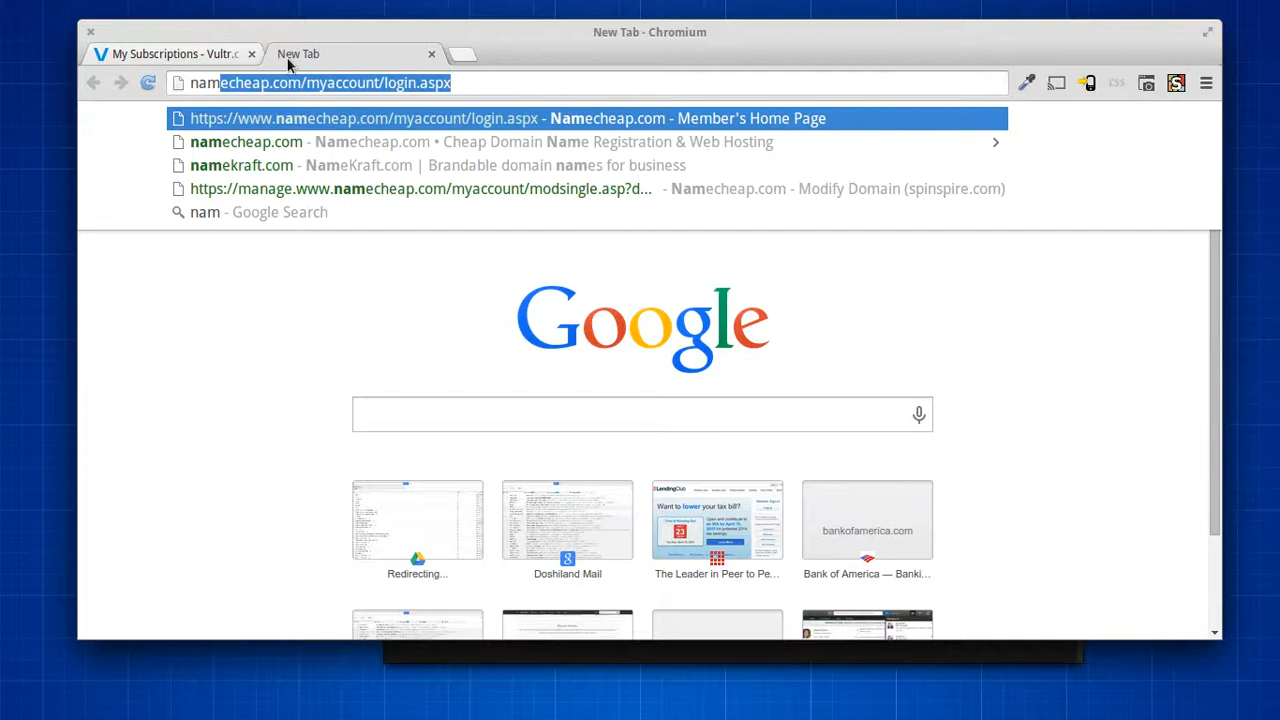 New Tab - Chromium
My Subscriptions - Vultr.c
New Tab
namecheap.com/myaccount/login.aspx
https://www.namecheap.com/myaccount/login.aspx - Namecheap.com - Member's Home Page
namecheap.com - Namecheap.com • Cheap Domain Name Registration & Web Hosting
namekraft.com - NameKraft.com | Brandable domain names for business
https://manage.www.namecheap.com/myaccount/modsingle.asp?d... - Namecheap.com - Modify Domain (spinspire.com)
nam - Google Search
Google
LendingClub
Want to lower your tax bill?
bankofamerica.com
Redirecting...
Doshiland Mail
The Leader in Peer to Pe...
Bank of America — Banki...